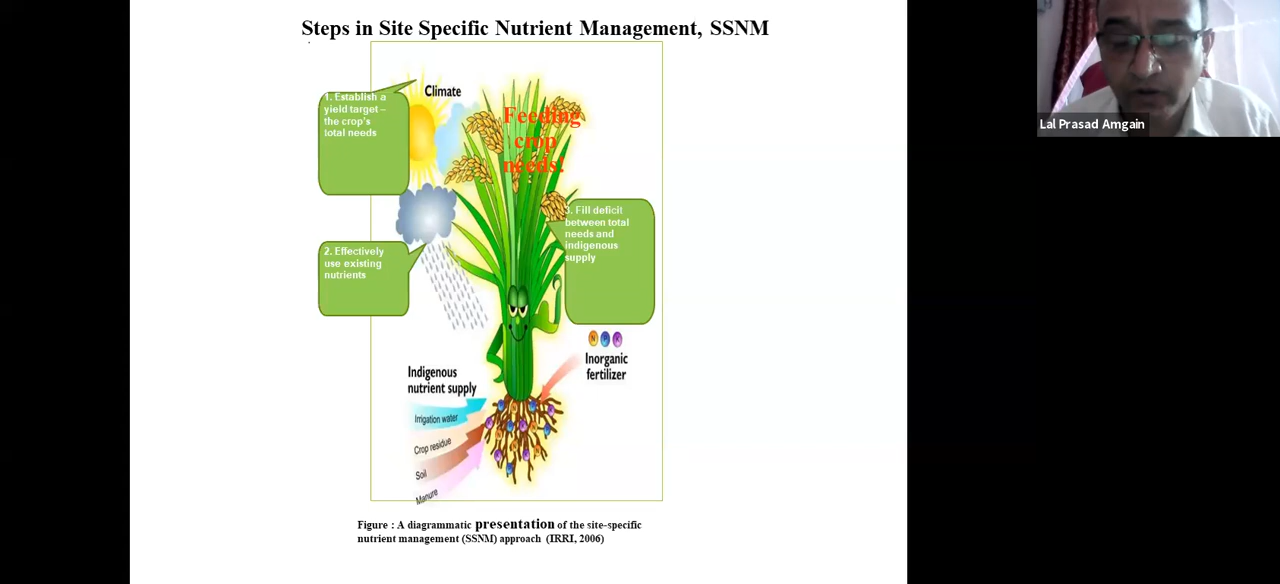 Steps in Site Specific Nutrient Management, SSNM
Lal Prasad Amgain
Climate
1. Establish a
yield target –
the crop's
total needs
Feeding
crop
needs!
3. Fill deficit
between total
needs and
indigenous
supply
2. Effectively
use existing
nutrients
N P K
Inorganic
fertilizer
Indigenous
nutrient supply
Irrigation water
Crop residue
Soil
Manure
Figure : A diagrammatic presentation of the site-specific
nutrient management (SSNM) approach (IRRI, 2006)